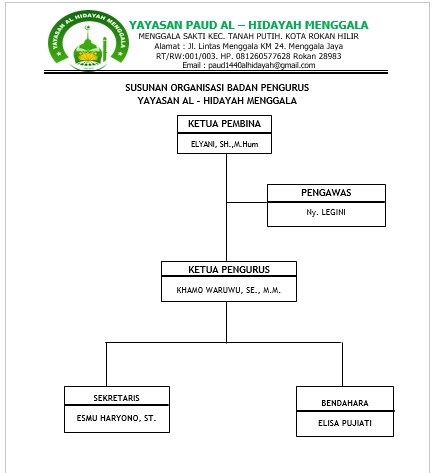 YAYASAN AL HIDAYAH MENGGALA
YAYASAN PAUD AL – HIDAYAH MENGGALA
MENGGALA SAKTI KEC. TANAH PUTIH. KOTA ROKAN HILIR
Alamat : Jl. Lintas Menggala KM 24. Menggala Jaya
RT/RW:001/003. HP. 081260577628 Rokan 28983
Email : paud1440alhidayah@gmail.com
SUSUNAN ORGANISASI BADAN PENGURUS
YAYASAN AL – HIDAYAH MENGGALA
KETUA PEMBINA
ELYANI, SH.,M.Hum
PENGAWAS
Ny. LEGINI
KETUA PENGURUS
KHAMO WARUWU, SE., M.M.
SEKRETARIS
ESMU HARYONO, ST.
BENDAHARA
ELISA PUJIATI